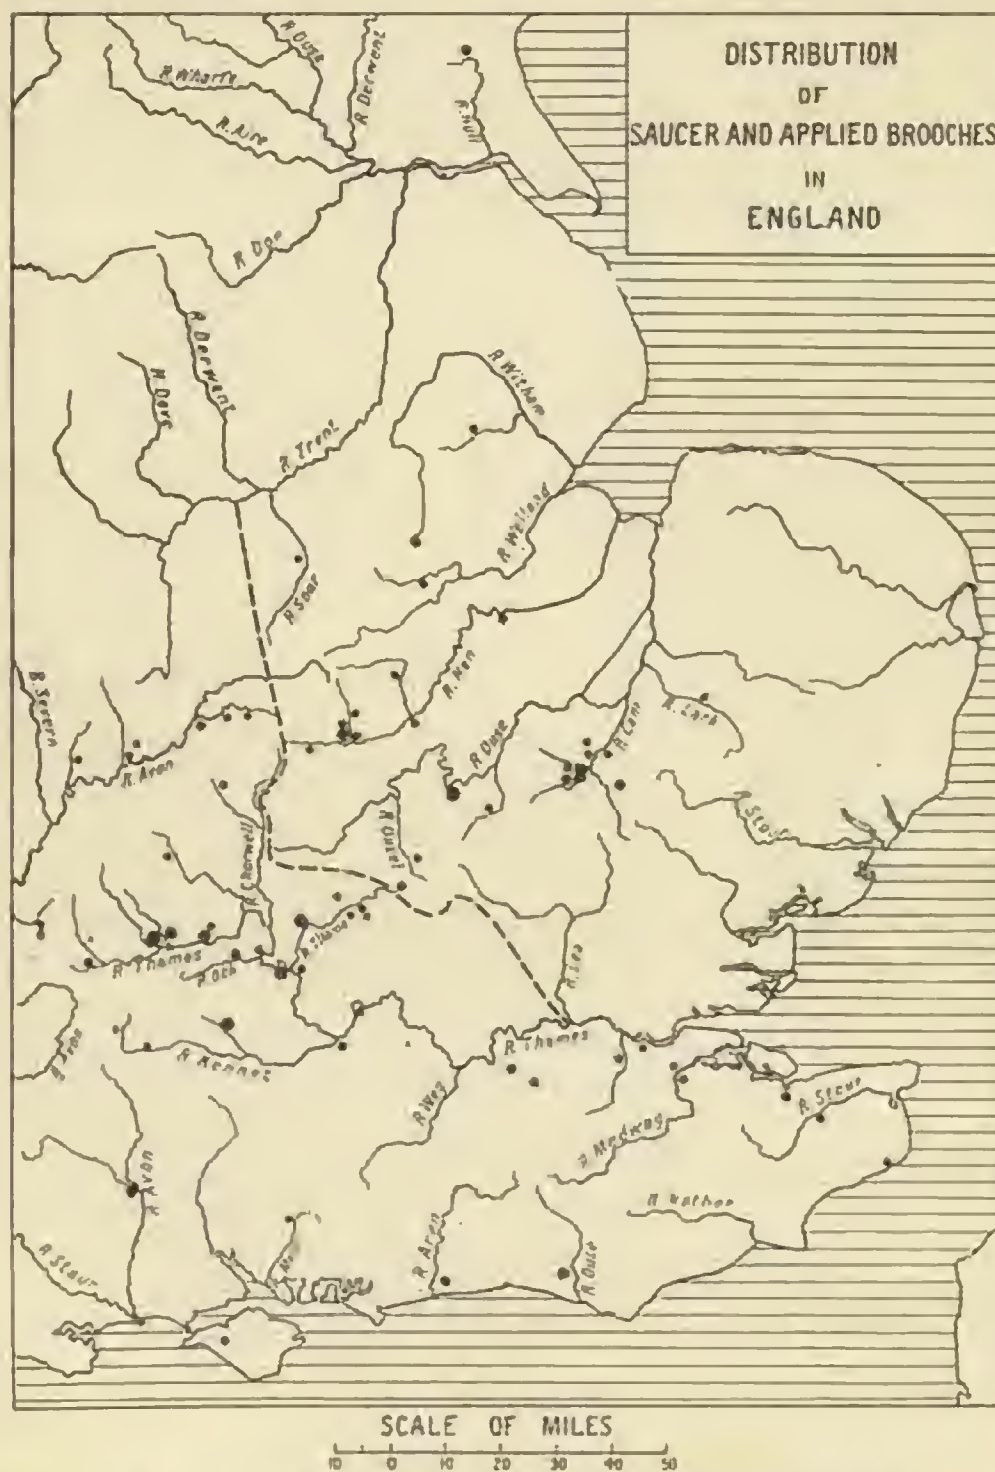 DISTRIBUTION
OF
SAUCER AND APPLIED BROOCHES
IN
ENGLAND
R. Ouse
R. Derwent
R. Wharfe
R. Aire
R. Hull
R. Don
R. Derwent
R. Dove
R. Trent
R. Witham
R. Welland
R. Soar
R. Nen
R. Severn
R. Avon
R. Ouse
R. Cam
R. Lark
R. Stour
R. Cherwell
R. Ouzel
R. Thame
R. Thames
R. Ock
R. Lea
R. Avon
R. Kennet
R. Thames
R. Wey
R. Medway
R. Stour
R. Avon
R. Rother
R. Arun
R. Ouse
R. Stour
SCALE OF MILES
10 0 10 20 30 40 50